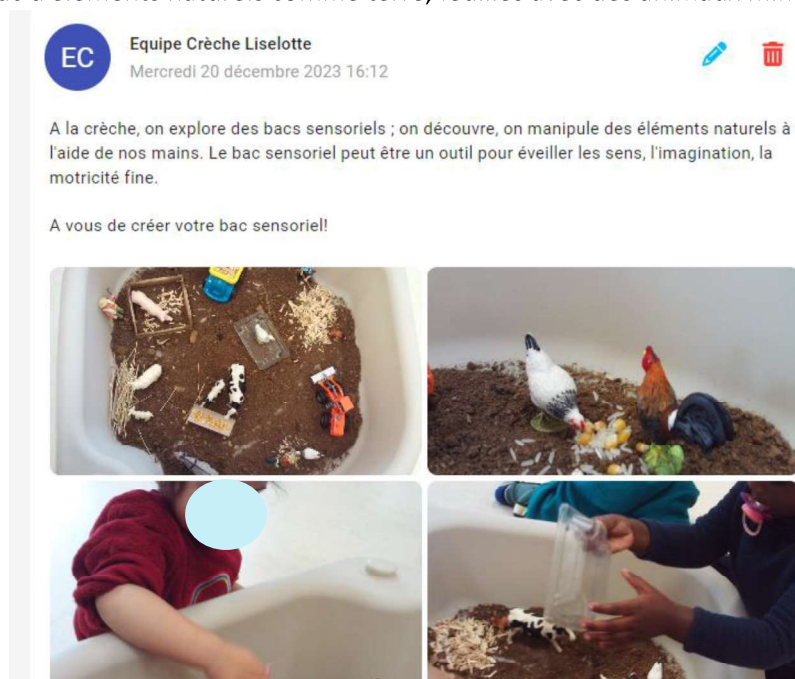 EC
Equipe Crèche Liselotte
Mercredi 20 décembre 2023 16:12
A la crèche, on explore des bacs sensoriels ; on découvre, on manipule des éléments naturels à
l'aide de nos mains. Le bac sensoriel peut être un outil pour éveiller les sens, l'imagination, la
motricité fine.
A vous de créer votre bac sensoriel!